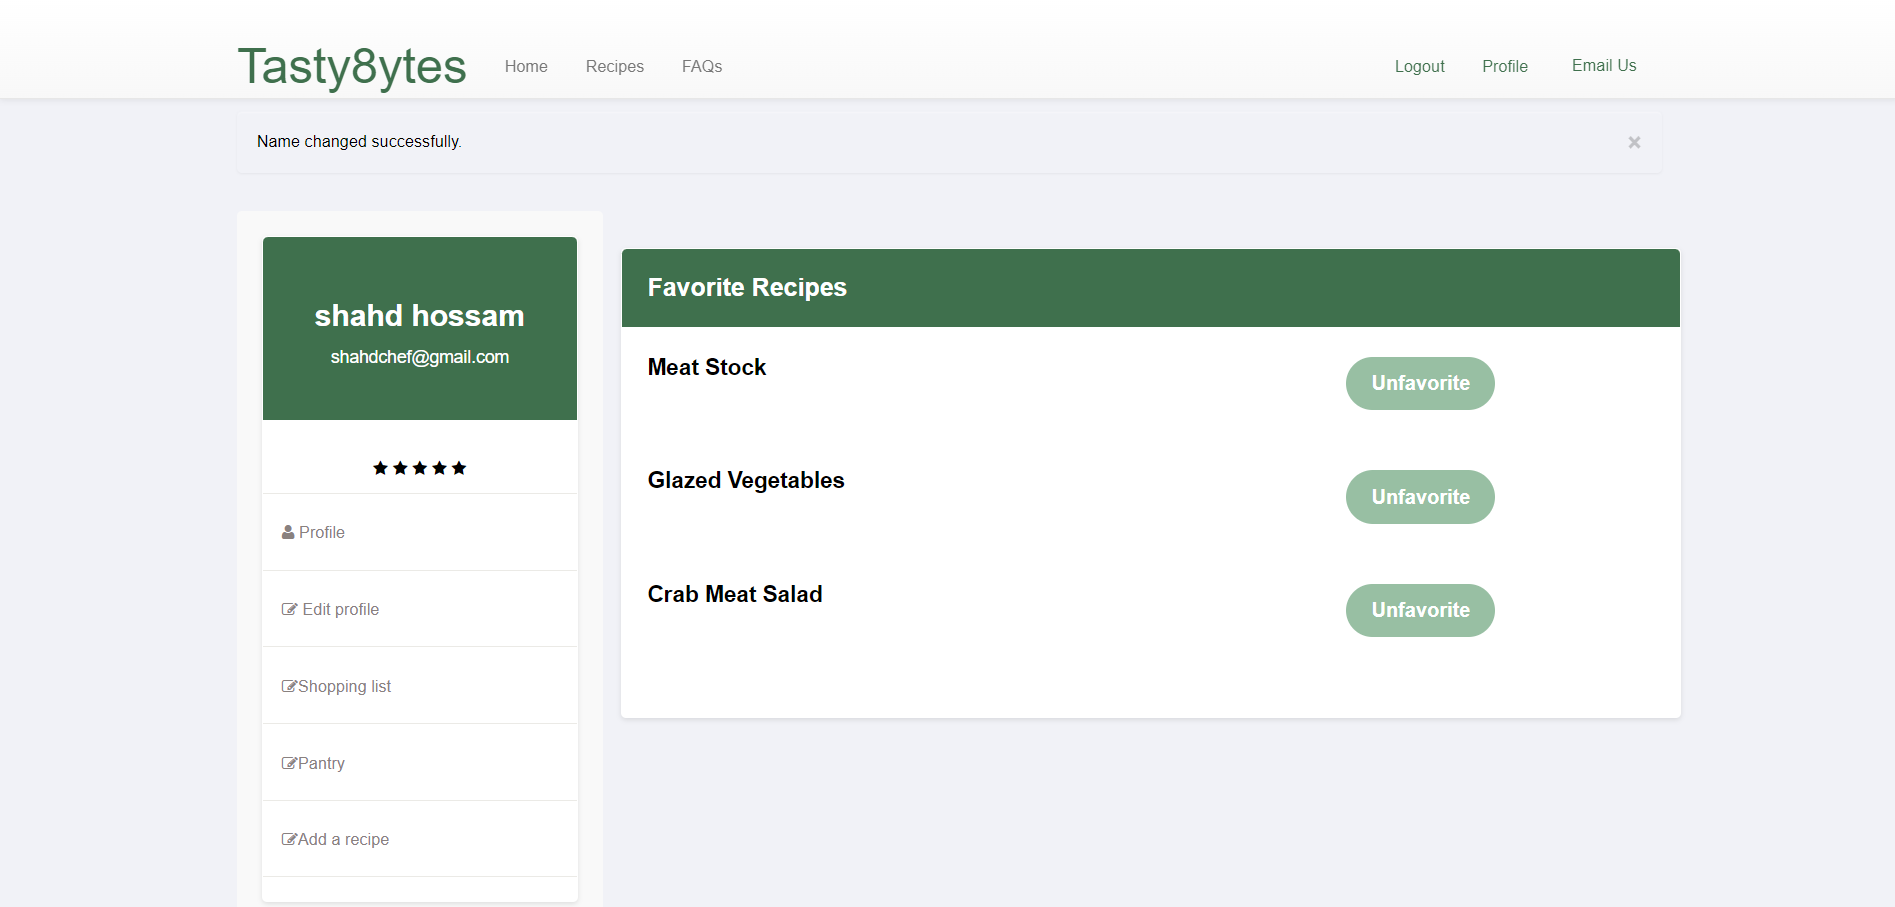 Tasty8ytes Home Recipes FAQs Logout Profile Email Us
Name changed successfully. ×
shahd hossam
shahdchef@gmail.com
Profile
Edit profile
Shopping list
Pantry
Add a recipe
Favorite Recipes
Meat Stock Unfavorite
Glazed Vegetables Unfavorite
Crab Meat Salad Unfavorite